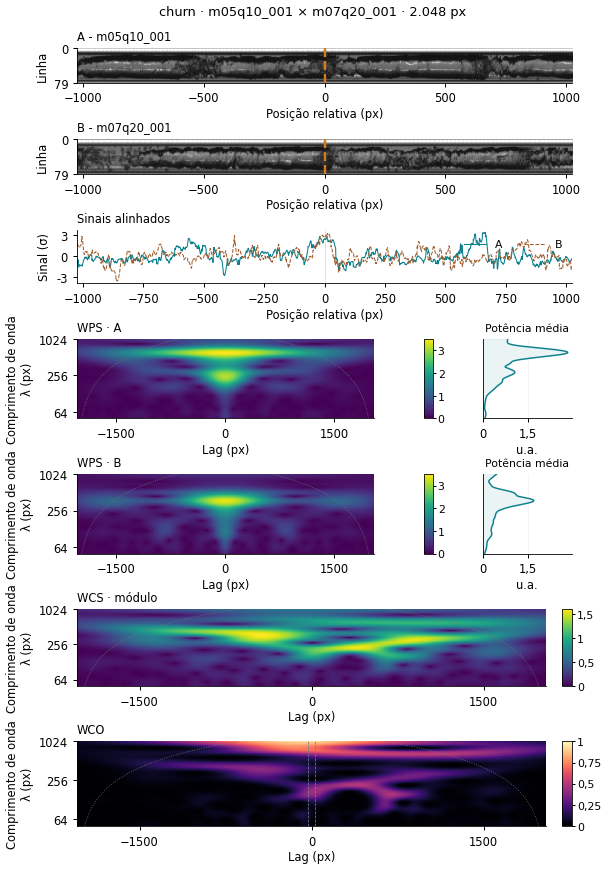 churn · m05q10_001 × m07q20_001 · 2.048 px
A - m05q10_001
0
79
Linha
−1000 −500 0 500 1000
Posição relativa (px)
B - m07q20_001
0
79
Linha
−1000 −500 0 500 1000
Posição relativa (px)
Sinais alinhados
3
0
−3
Sinal (σ)
A B
−1000 −750 −500 −250 0 250 500 750 1000
Posição relativa (px)
WPS · A
1024
256
64
Comprimento de onda
λ (px)
−1500 0 1500
Lag (px)
3
2
1
0
Potência média
0 1,5
u.a.
WPS · B
1024
256
64
Comprimento de onda
λ (px)
−1500 0 1500
Lag (px)
3
2
1
0
Potência média
0 1,5
u.a.
WCS · módulo
1024
256
64
Comprimento de onda
λ (px)
−1500 0 1500
Lag (px)
1,5
1
0,5
0
WCO
1024
256
64
Comprimento de onda
λ (px)
−1500 0 1500
Lag (px)
1
0,75
0,5
0,25
0